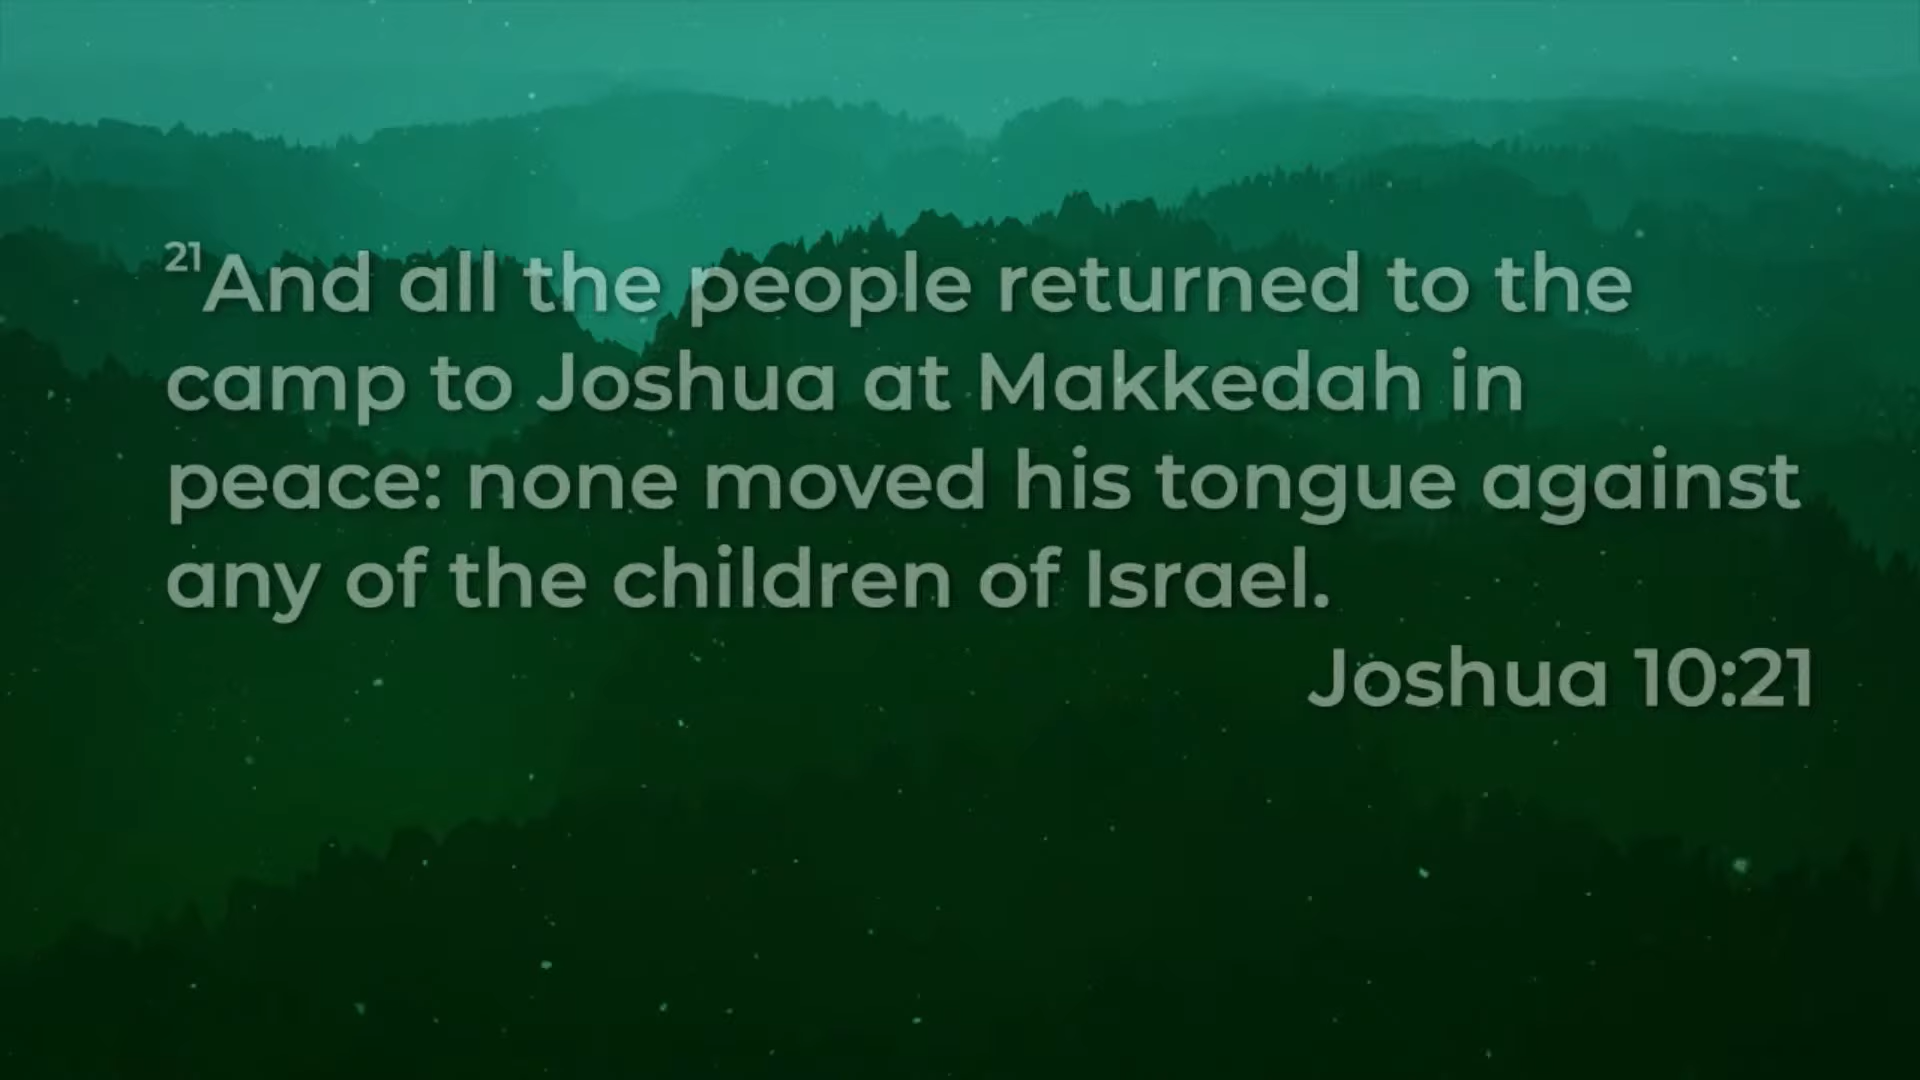 21And all the people returned to the
camp to Joshua at Makkedah in
peace: none moved his tongue against
any of the children of Israel.
Joshua 10:21